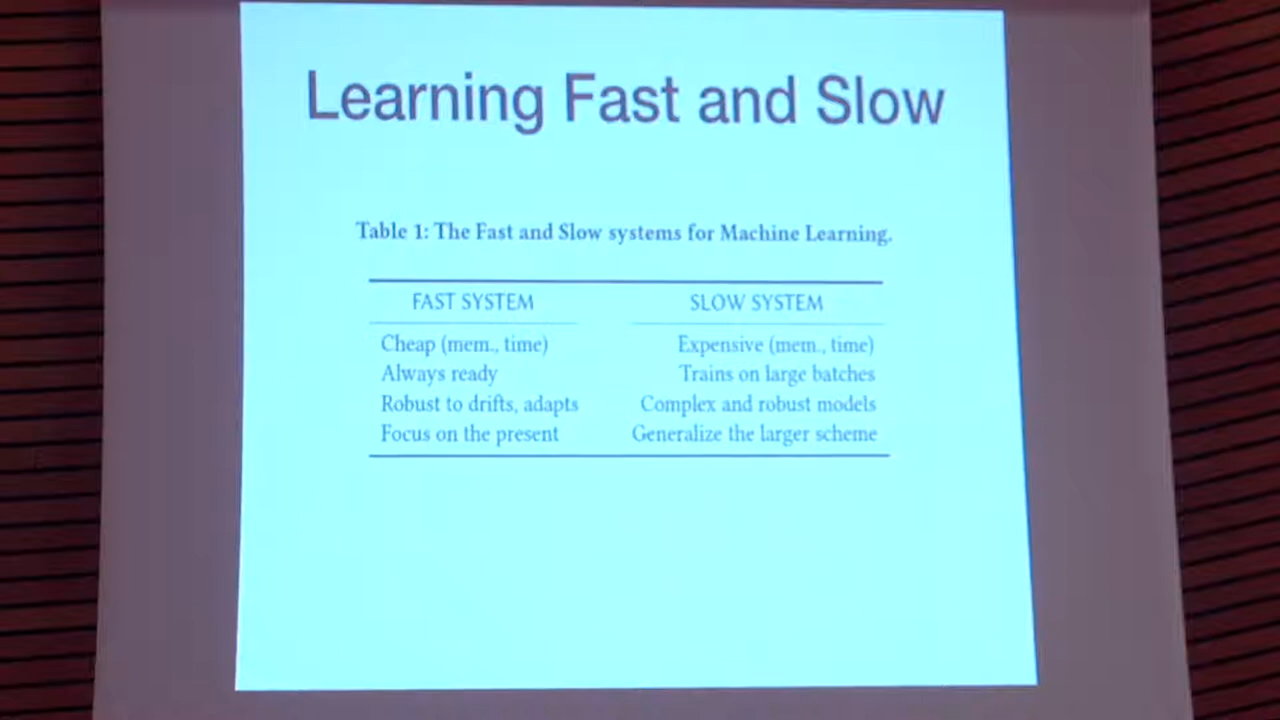 Learning Fast and Slow
Table 1: The Fast and Slow systems for Machine Learning.
FAST SYSTEM SLOW SYSTEM
Cheap (mem., time) Expensive (mem., time)
Always ready Trains on large batches
Robust to drifts, adapts Complex and robust models
Focus on the present Generalize the larger scheme